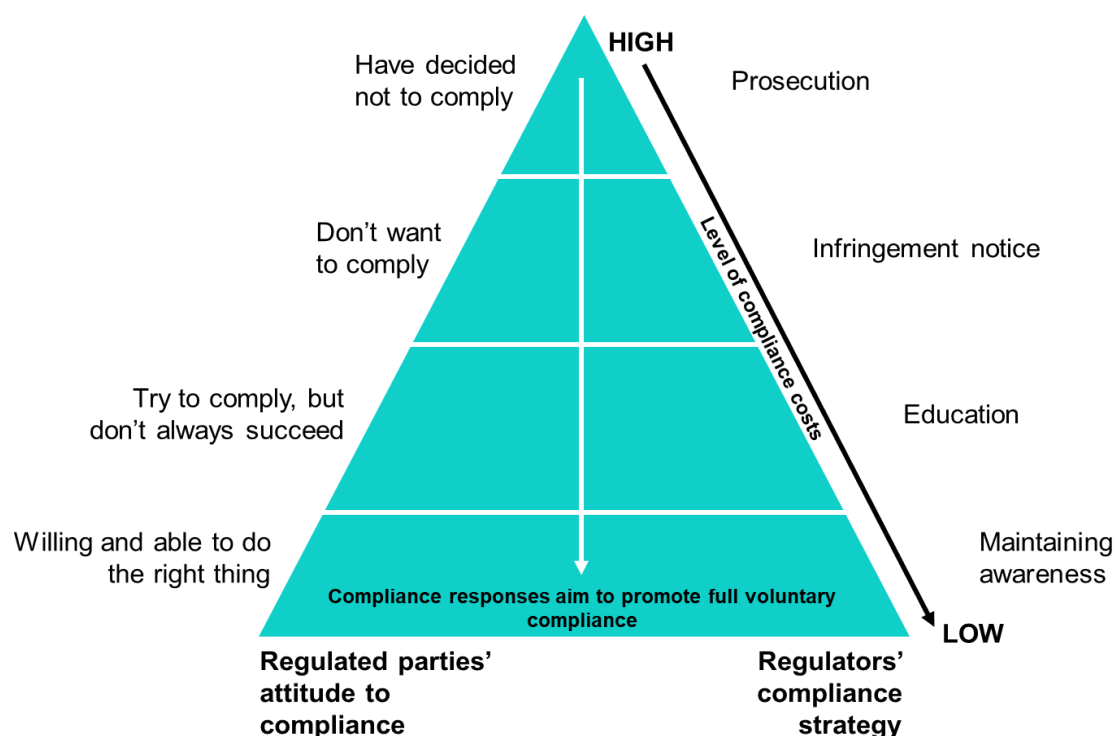 HIGH
Have decided
not to comply
Prosecution
Don’t want
to comply
Infringement notice
Level of compliance costs
Try to comply, but
don’t always succeed
Education
Willing and able to do
the right thing
Maintaining
awareness
Compliance responses aim to promote full voluntary
compliance
LOW
Regulated parties’
attitude to
compliance
Regulators’
compliance
strategy